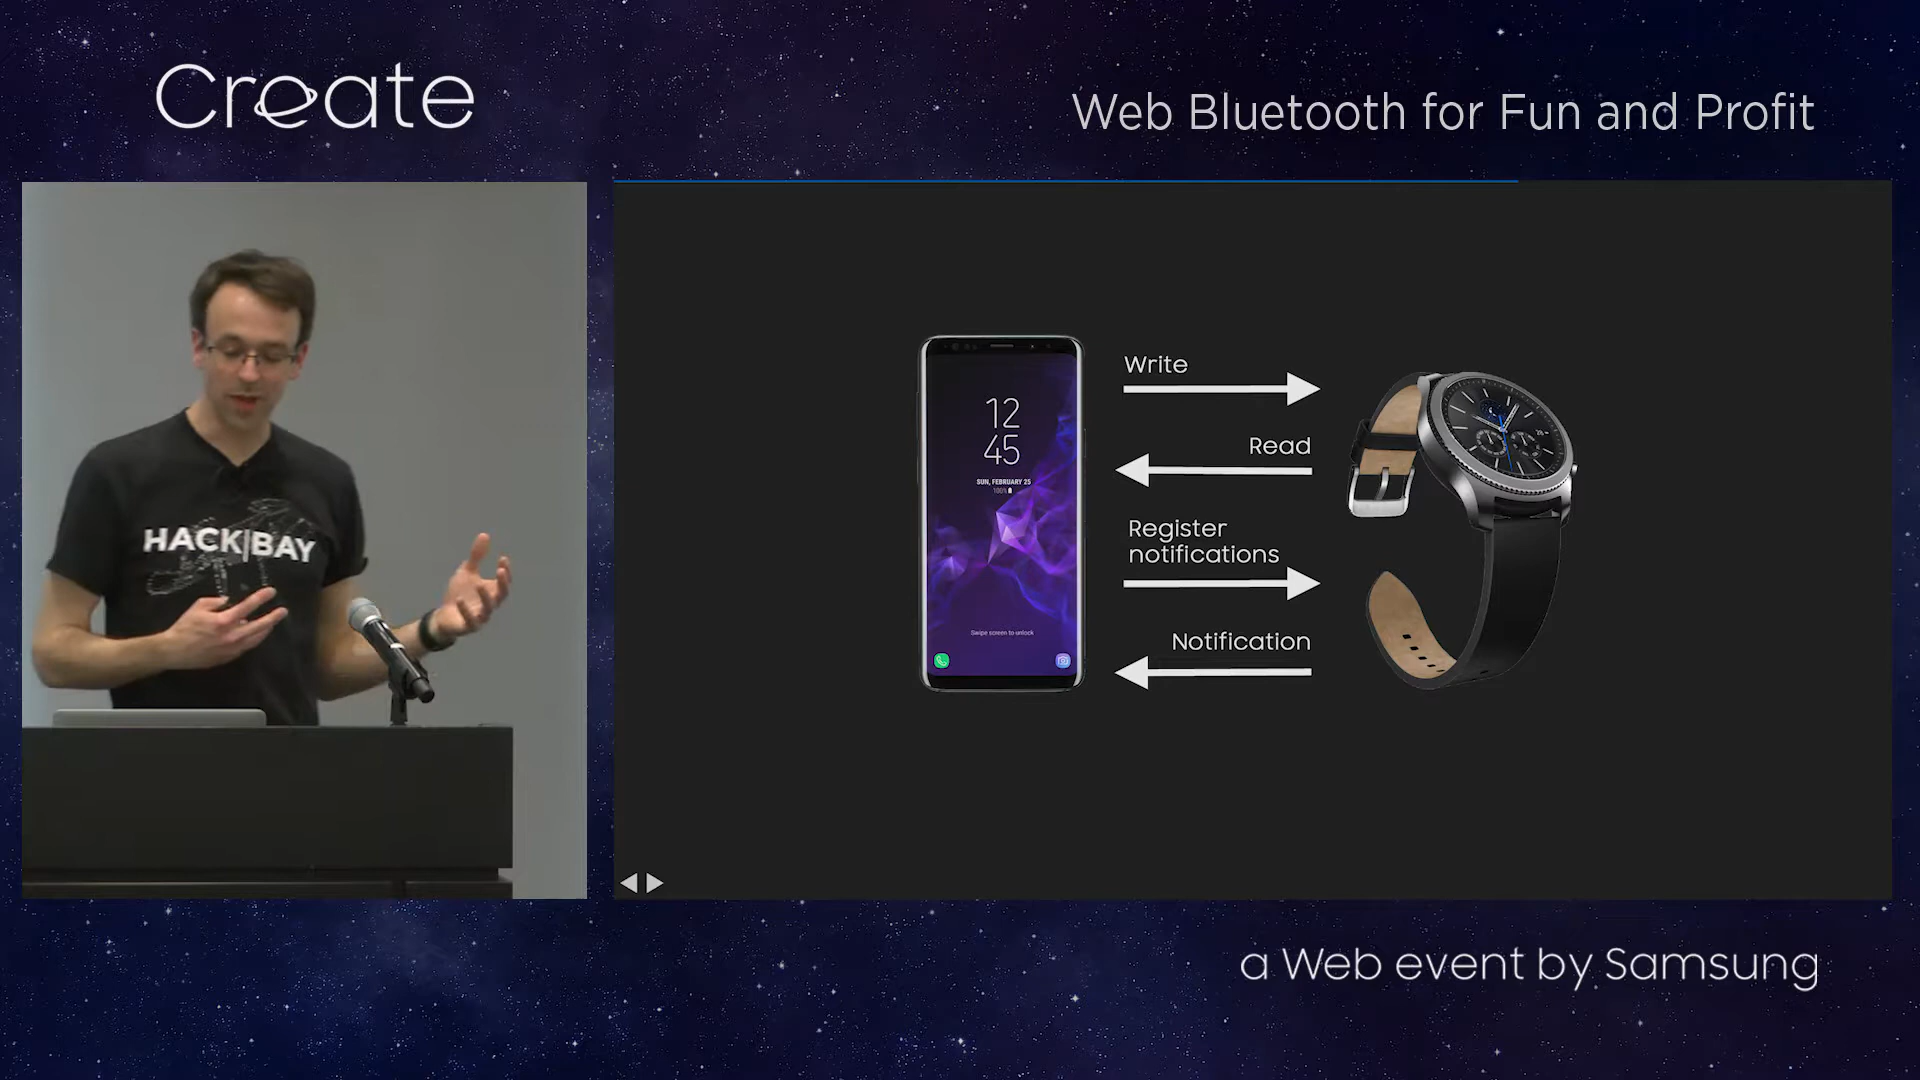 Create
Web Bluetooth for Fun and Profit
HACK|BAY
12
45
SUN, FEBRUARY 25
100%
Swipe screen to unlock
Write
Read
Register
notifications
Notification
a Web event by Samsung